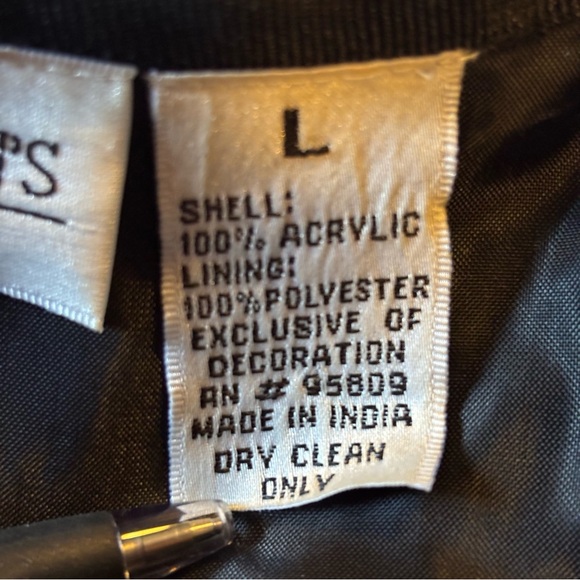 L
SHELL:
100% ACRYLIC
LINING:
100% POLYESTER
EXCLUSIVE OF
DECORATION
RN # 95809
MADE IN INDIA
DRY CLEAN
ONLY